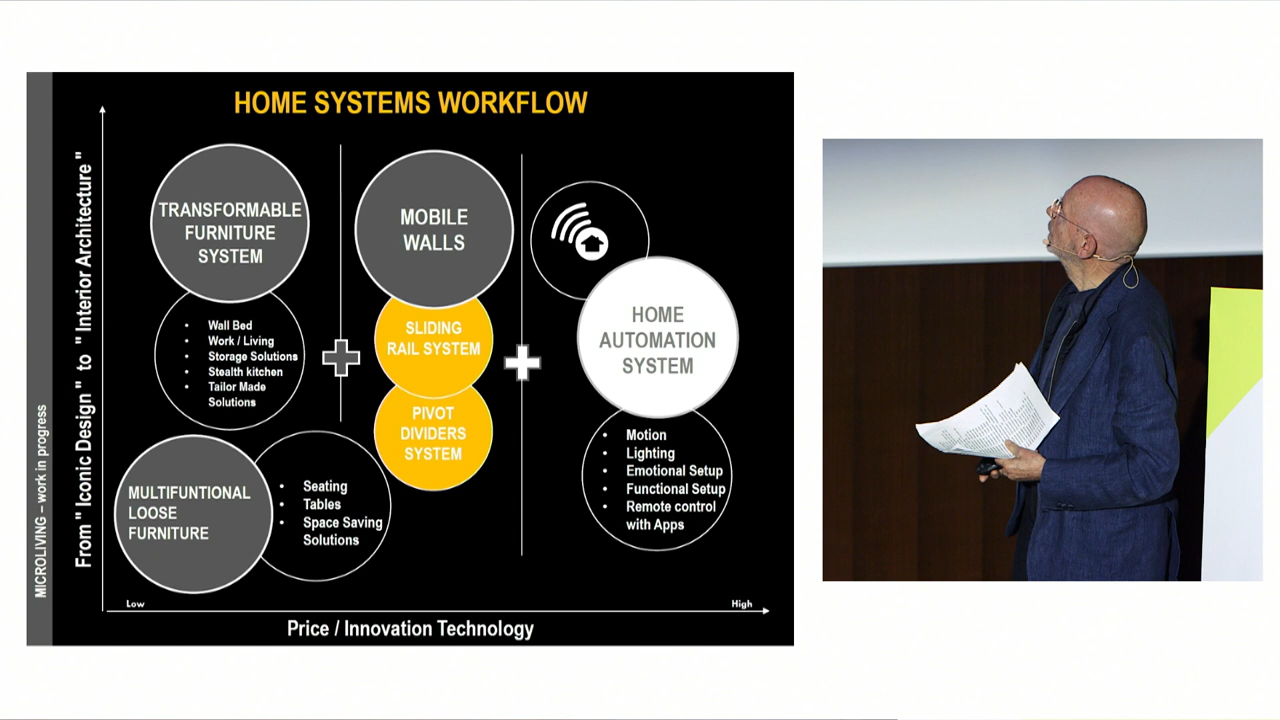 HOME SYSTEMS WORKFLOW
MICROLIVING – work in progress
From " Iconic Design " to " Interior Architecture "
TRANSFORMABLE
FURNITURE
SYSTEM
• Wall Bed
• Work / Living
• Storage Solutions
• Stealth kitchen
• Tailor Made
Solutions
MULTIFUNTIONAL
LOOSE
FURNITURE
• Seating
• Tables
• Space Saving
Solutions
MOBILE
WALLS
SLIDING
RAIL SYSTEM
PIVOT
DIVIDERS
SYSTEM
HOME
AUTOMATION
SYSTEM
• Motion
• Lighting
• Emotional Setup
• Functional Setup
• Remote control
with Apps
Low
High
Price / Innovation Technology